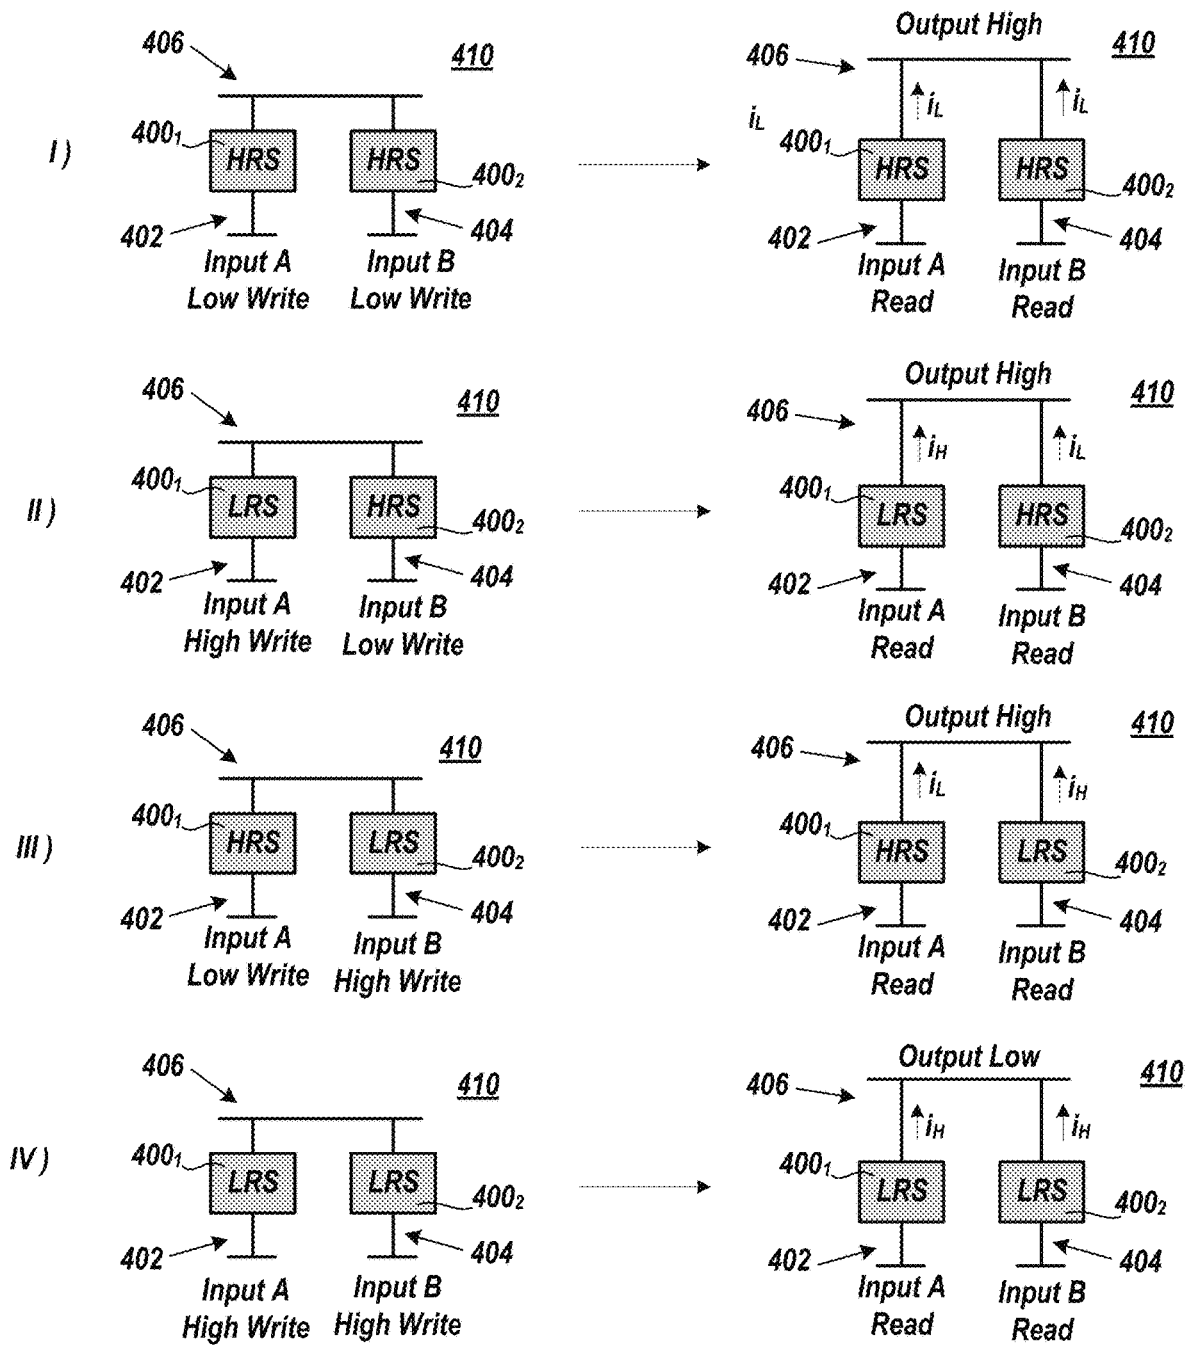 Output High
406
410
406
410
i_L
i_L
i_L
I)
400₁
HRS
HRS
400₂
400₁
HRS
HRS
400₂
402
404
402
404
Input A
Low Write
Input B
Low Write
Input A
Read
Input B
Read
Output High
406
410
406
410
i_H
i_L
II)
400₁
LRS
HRS
400₂
400₁
LRS
HRS
400₂
402
404
402
404
Input A
High Write
Input B
Low Write
Input A
Read
Input B
Read
Output High
406
410
406
410
i_L
i_H
III)
400₁
HRS
LRS
400₂
400₁
HRS
LRS
400₂
402
404
402
404
Input A
Low Write
Input B
High Write
Input A
Read
Input B
Read
Output Low
406
410
406
410
i_H
i_H
IV)
400₁
LRS
LRS
400₂
400₁
LRS
LRS
400₂
402
404
402
404
Input A
High Write
Input B
High Write
Input A
Read
Input B
Read